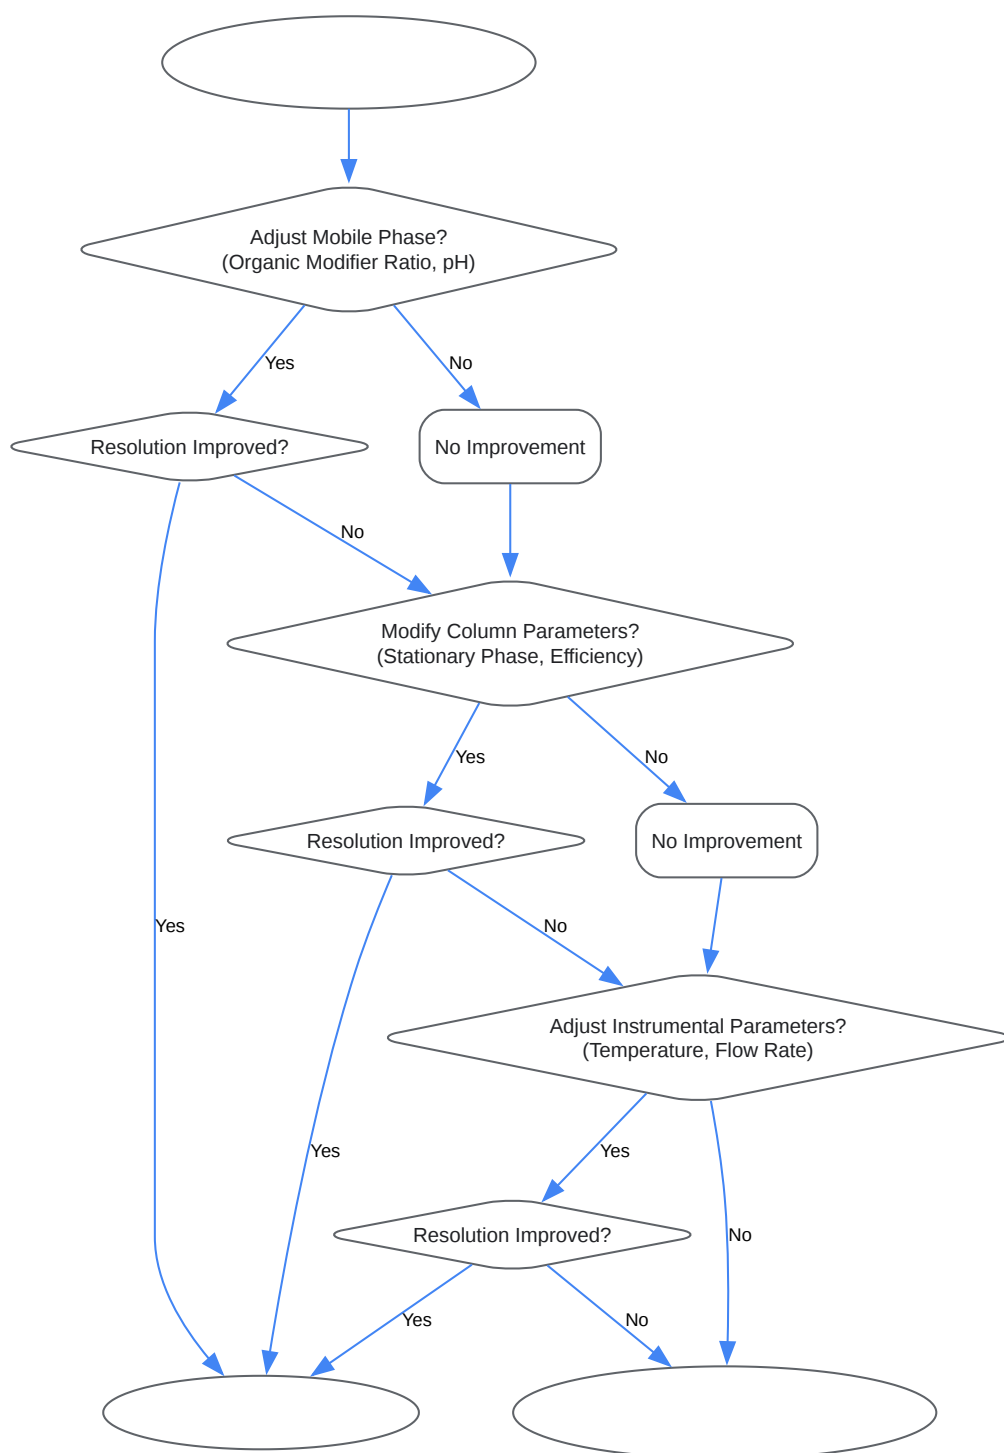 Adjust Mobile Phase?
(Organic Modifier Ratio, pH)
Yes
No
Resolution Improved?
No Improvement
No
Modify Column Parameters?
(Stationary Phase, Efficiency)
Yes
No
Resolution Improved?
No Improvement
Yes
No
Adjust Instrumental Parameters?
(Temperature, Flow Rate)
Yes
Yes
Resolution Improved?
No
Yes
No